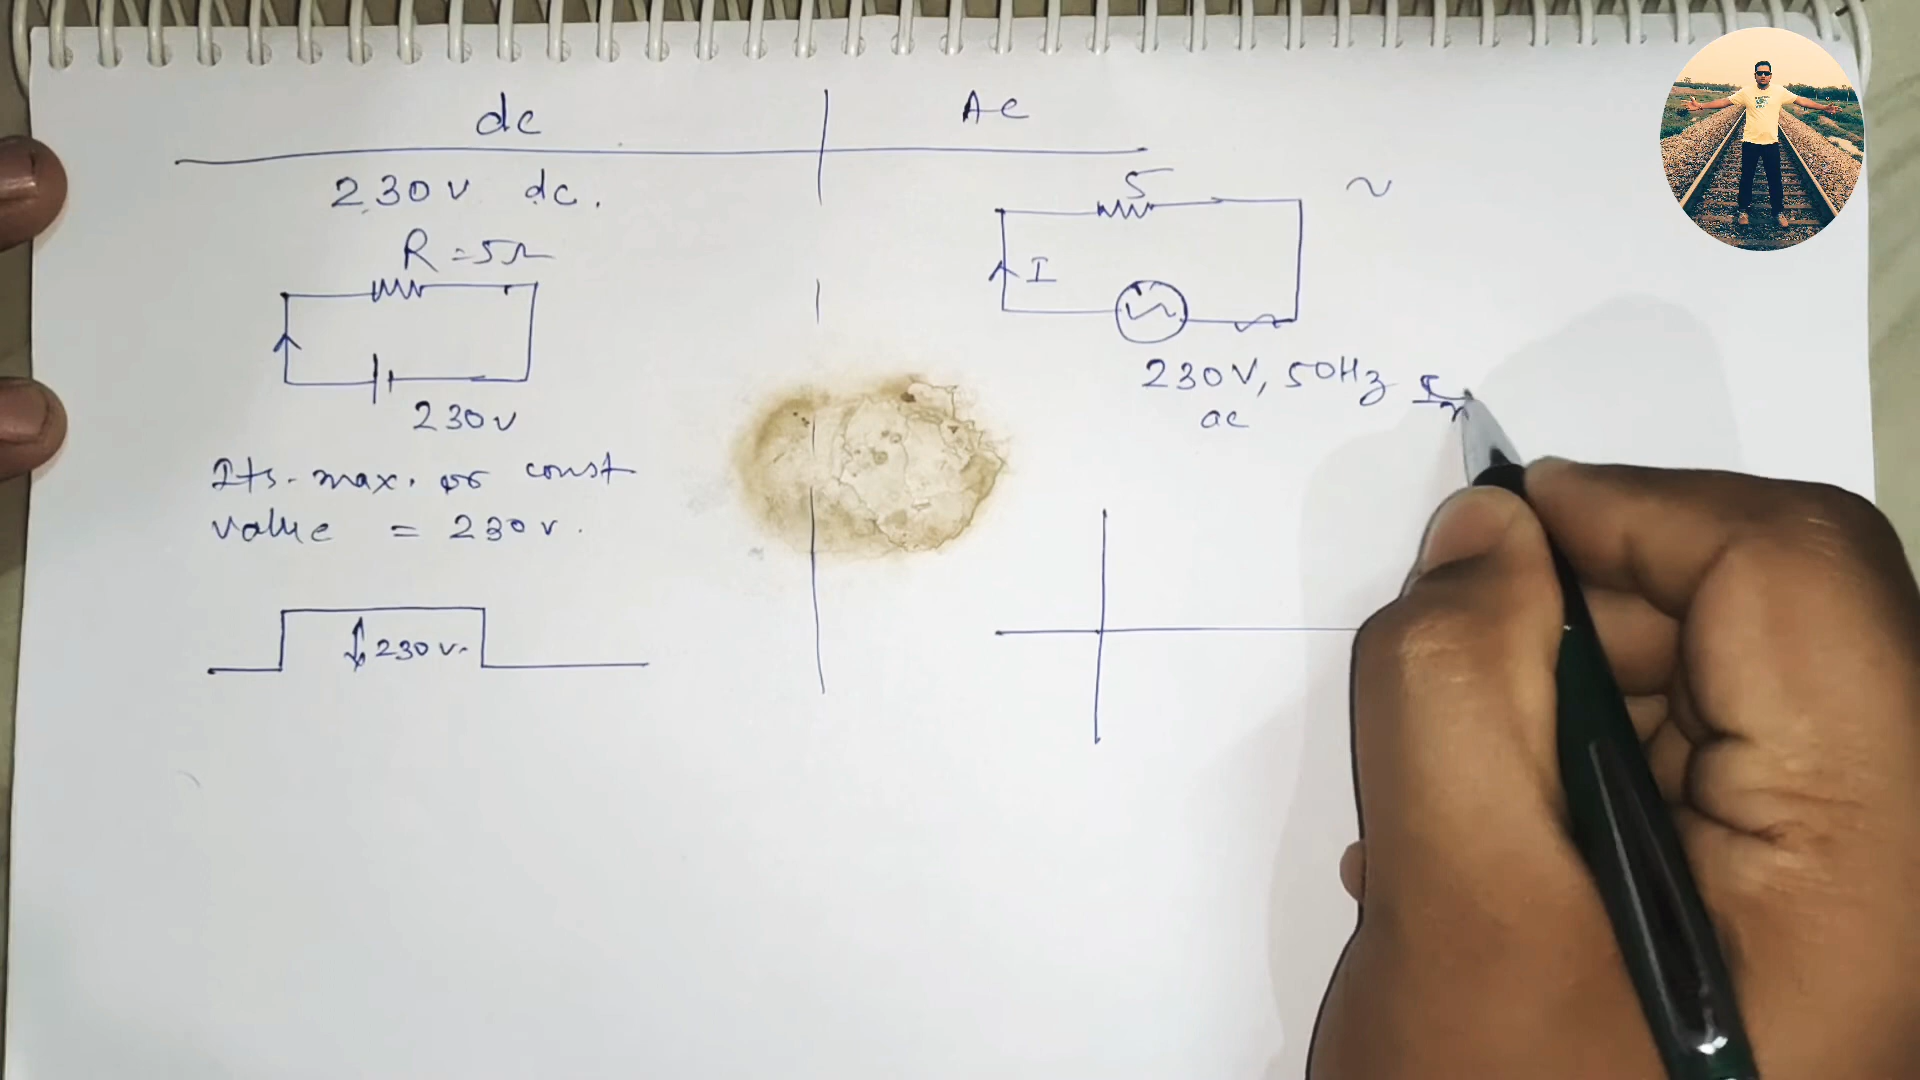 dc
Ac
230v dc.
R = 5Ω
230v
Its. max. or const
value = 230v.
230v.
5
I
230V, 50Hz
ac